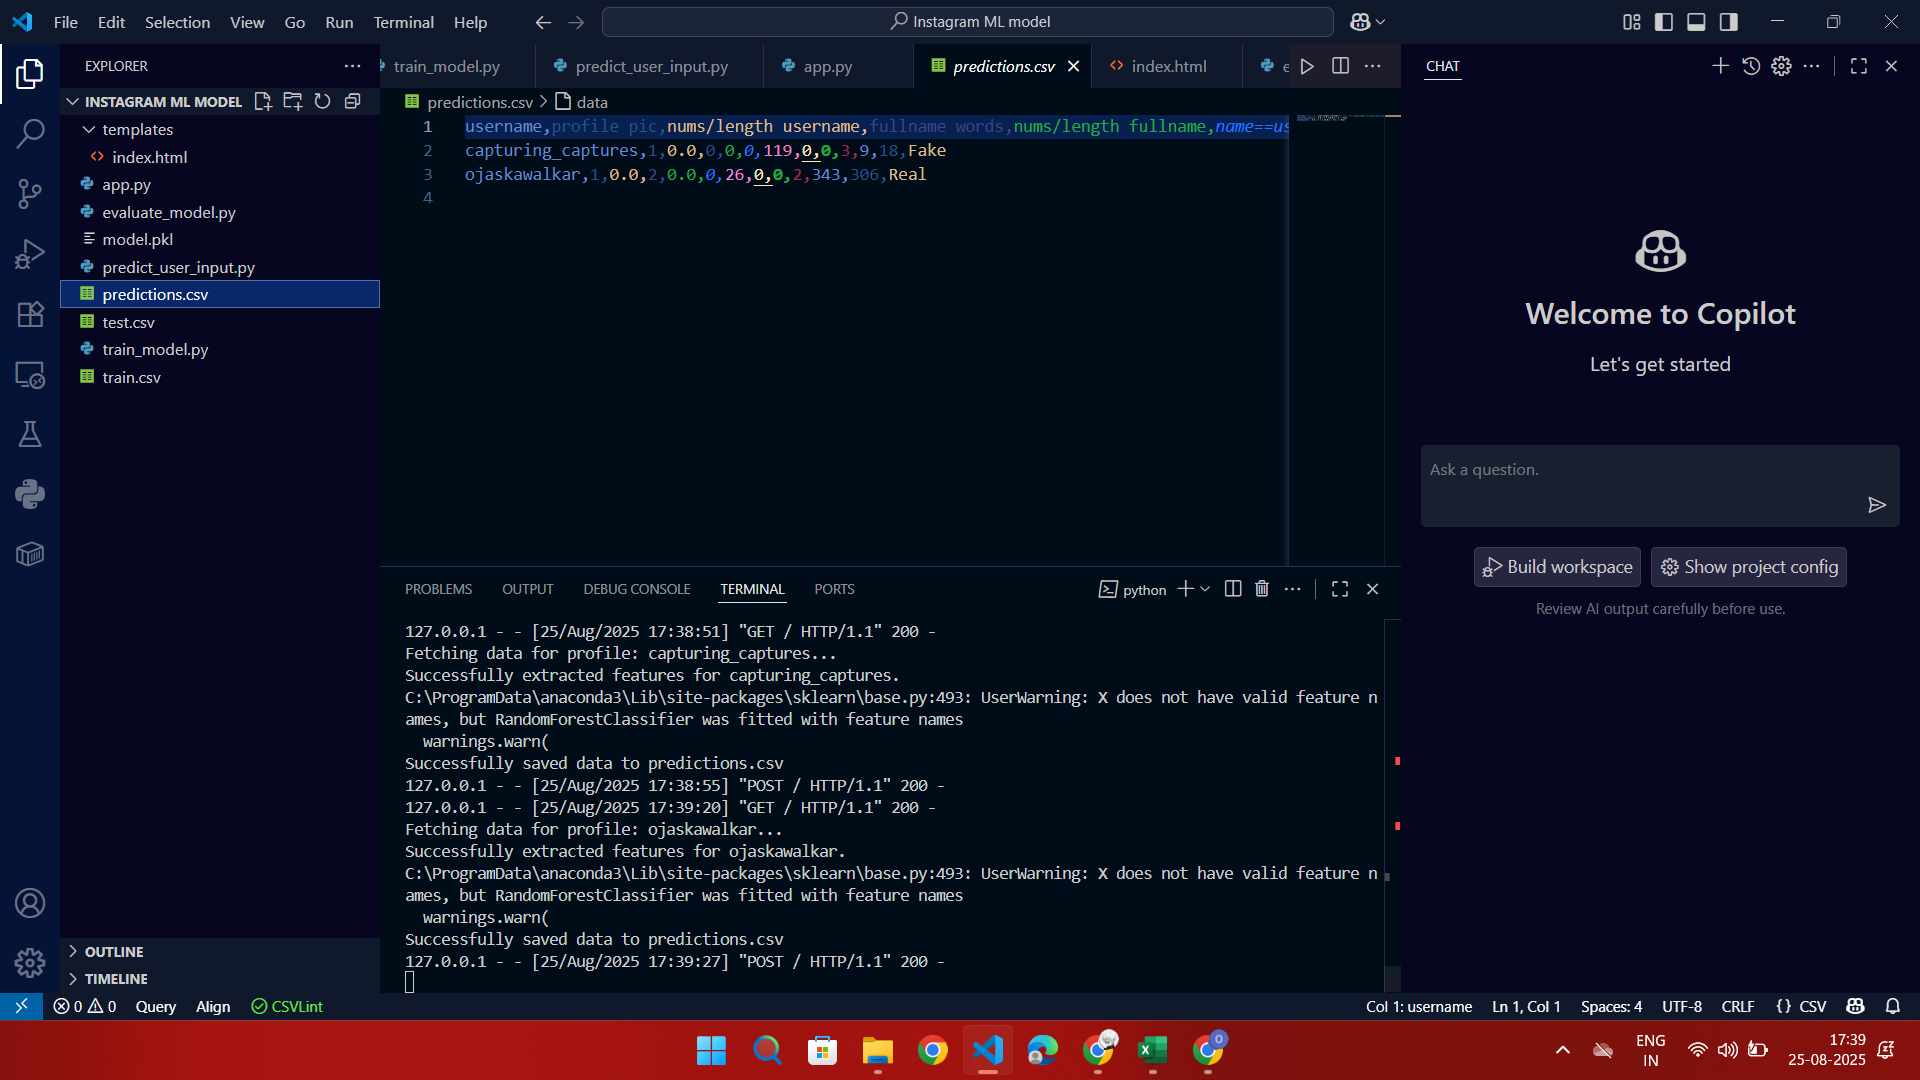 File Edit Selection View Go Run Terminal Help
Instagram ML model
EXPLORER
INSTAGRAM ML MODEL
templates
index.html
app.py
evaluate_model.py
model.pkl
predict_user_input.py
predictions.csv
test.csv
train_model.py
train.csv
OUTLINE
TIMELINE
train_model.py predict_user_input.py app.py predictions.csv index.html e
predictions.csv > data
1 username,profile pic,nums/length username,fullname words,nums/length fullname,name==us
2 capturing_captures,1,0.0,0,0,0,119,0,0,3,9,18,Fake
3 ojaskawalkar,1,0.0,2,0.0,0,26,0,0,2,343,306,Real
4
PROBLEMS OUTPUT DEBUG CONSOLE TERMINAL PORTS
python
127.0.0.1 - - [25/Aug/2025 17:38:51] "GET / HTTP/1.1" 200 -
Fetching data for profile: capturing_captures...
Successfully extracted features for capturing_captures.
C:\ProgramData\anaconda3\Lib\site-packages\sklearn\base.py:493: UserWarning: X does not have valid feature n
ames, but RandomForestClassifier was fitted with feature names
warnings.warn(
Successfully saved data to predictions.csv
127.0.0.1 - - [25/Aug/2025 17:38:55] "POST / HTTP/1.1" 200 -
127.0.0.1 - - [25/Aug/2025 17:39:20] "GET / HTTP/1.1" 200 -
Fetching data for profile: ojaskawalkar...
Successfully extracted features for ojaskawalkar.
C:\ProgramData\anaconda3\Lib\site-packages\sklearn\base.py:493: UserWarning: X does not have valid feature n
ames, but RandomForestClassifier was fitted with feature names
warnings.warn(
Successfully saved data to predictions.csv
127.0.0.1 - - [25/Aug/2025 17:39:27] "POST / HTTP/1.1" 200 -
CHAT
Welcome to Copilot
Let's get started
Ask a question.
Build workspace Show project config
Review AI output carefully before use.
0 0 Query Align CSVLint
Col 1: username Ln 1, Col 1 Spaces: 4 UTF-8 CRLF {} CSV
0
ENG
IN
17:39
25-08-2025